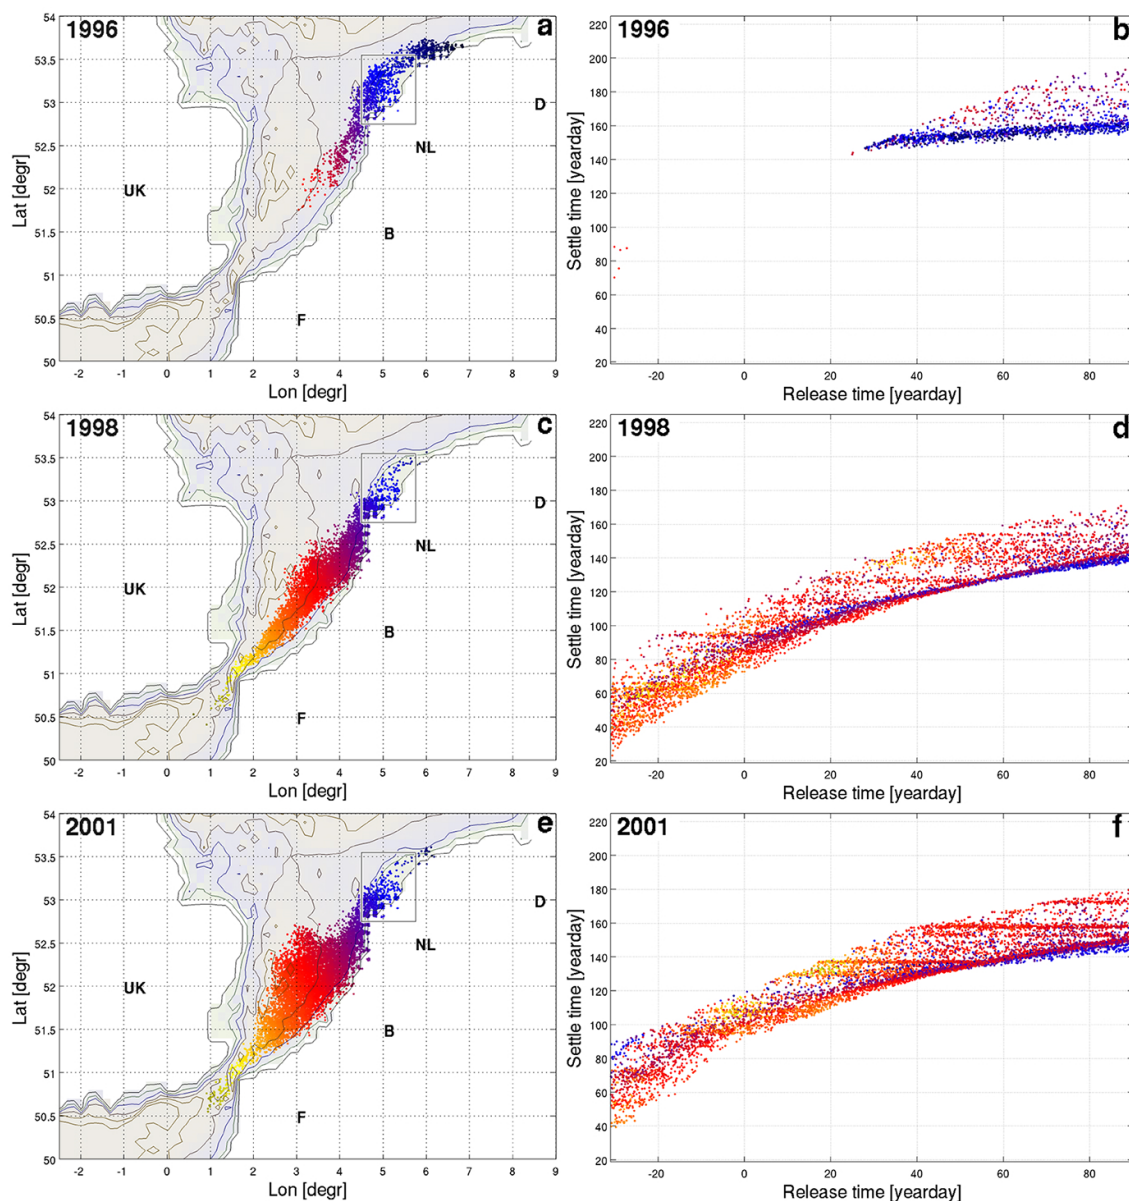 1996 a
54
53.5
53
52.5
52
51.5
51
50.5
50
D
NL
UK
B
F
-2 -1 0 1 2 3 4 5 6 7 8 9
Lon [degr]
Lat [degr]
1996 b
220
200
180
160
140
120
100
80
60
40
20
-20 0 20 40 60 80
Release time [yearday]
Settle time [yearday]
1998 c
54
53.5
53
52.5
52
51.5
51
50.5
50
D
NL
UK
B
F
-2 -1 0 1 2 3 4 5 6 7 8 9
Lon [degr]
Lat [degr]
1998 d
220
200
180
160
140
120
100
80
60
40
20
-20 0 20 40 60 80
Release time [yearday]
Settle time [yearday]
2001 e
54
53.5
53
52.5
52
51.5
51
50.5
50
D
NL
UK
B
F
-2 -1 0 1 2 3 4 5 6 7 8 9
Lon [degr]
Lat [degr]
2001 f
220
200
180
160
140
120
100
80
60
40
20
-20 0 20 40 60 80
Release time [yearday]
Settle time [yearday]